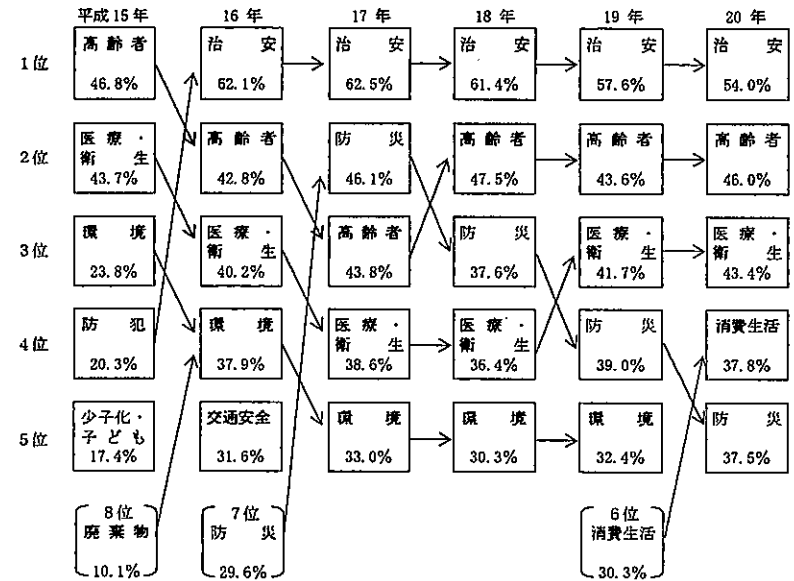 平成15年 16年 17年 18年 19年 20年
1位
高齢者 46.8%
治安 62.1%
治安 62.5%
治安 61.4%
治安 57.6%
治安 54.0%
2位
医療・衛生 43.7%
高齢者 42.8%
防災 46.1%
高齢者 47.5%
高齢者 43.6%
高齢者 46.0%
3位
環境 23.8%
医療・衛生 40.2%
高齢者 43.8%
防災 37.6%
医療・衛生 41.7%
医療・衛生 43.4%
4位
防犯 20.3%
環境 37.9%
医療・衛生 38.6%
医療・衛生 36.4%
防災 39.0%
消費生活 37.8%
5位
少子化・子ども 17.4%
交通安全 31.6%
環境 33.0%
環境 30.3%
環境 32.4%
防災 37.5%
8位 廃棄物 10.1%
7位 防災 29.6%
6位 消費生活 30.3%